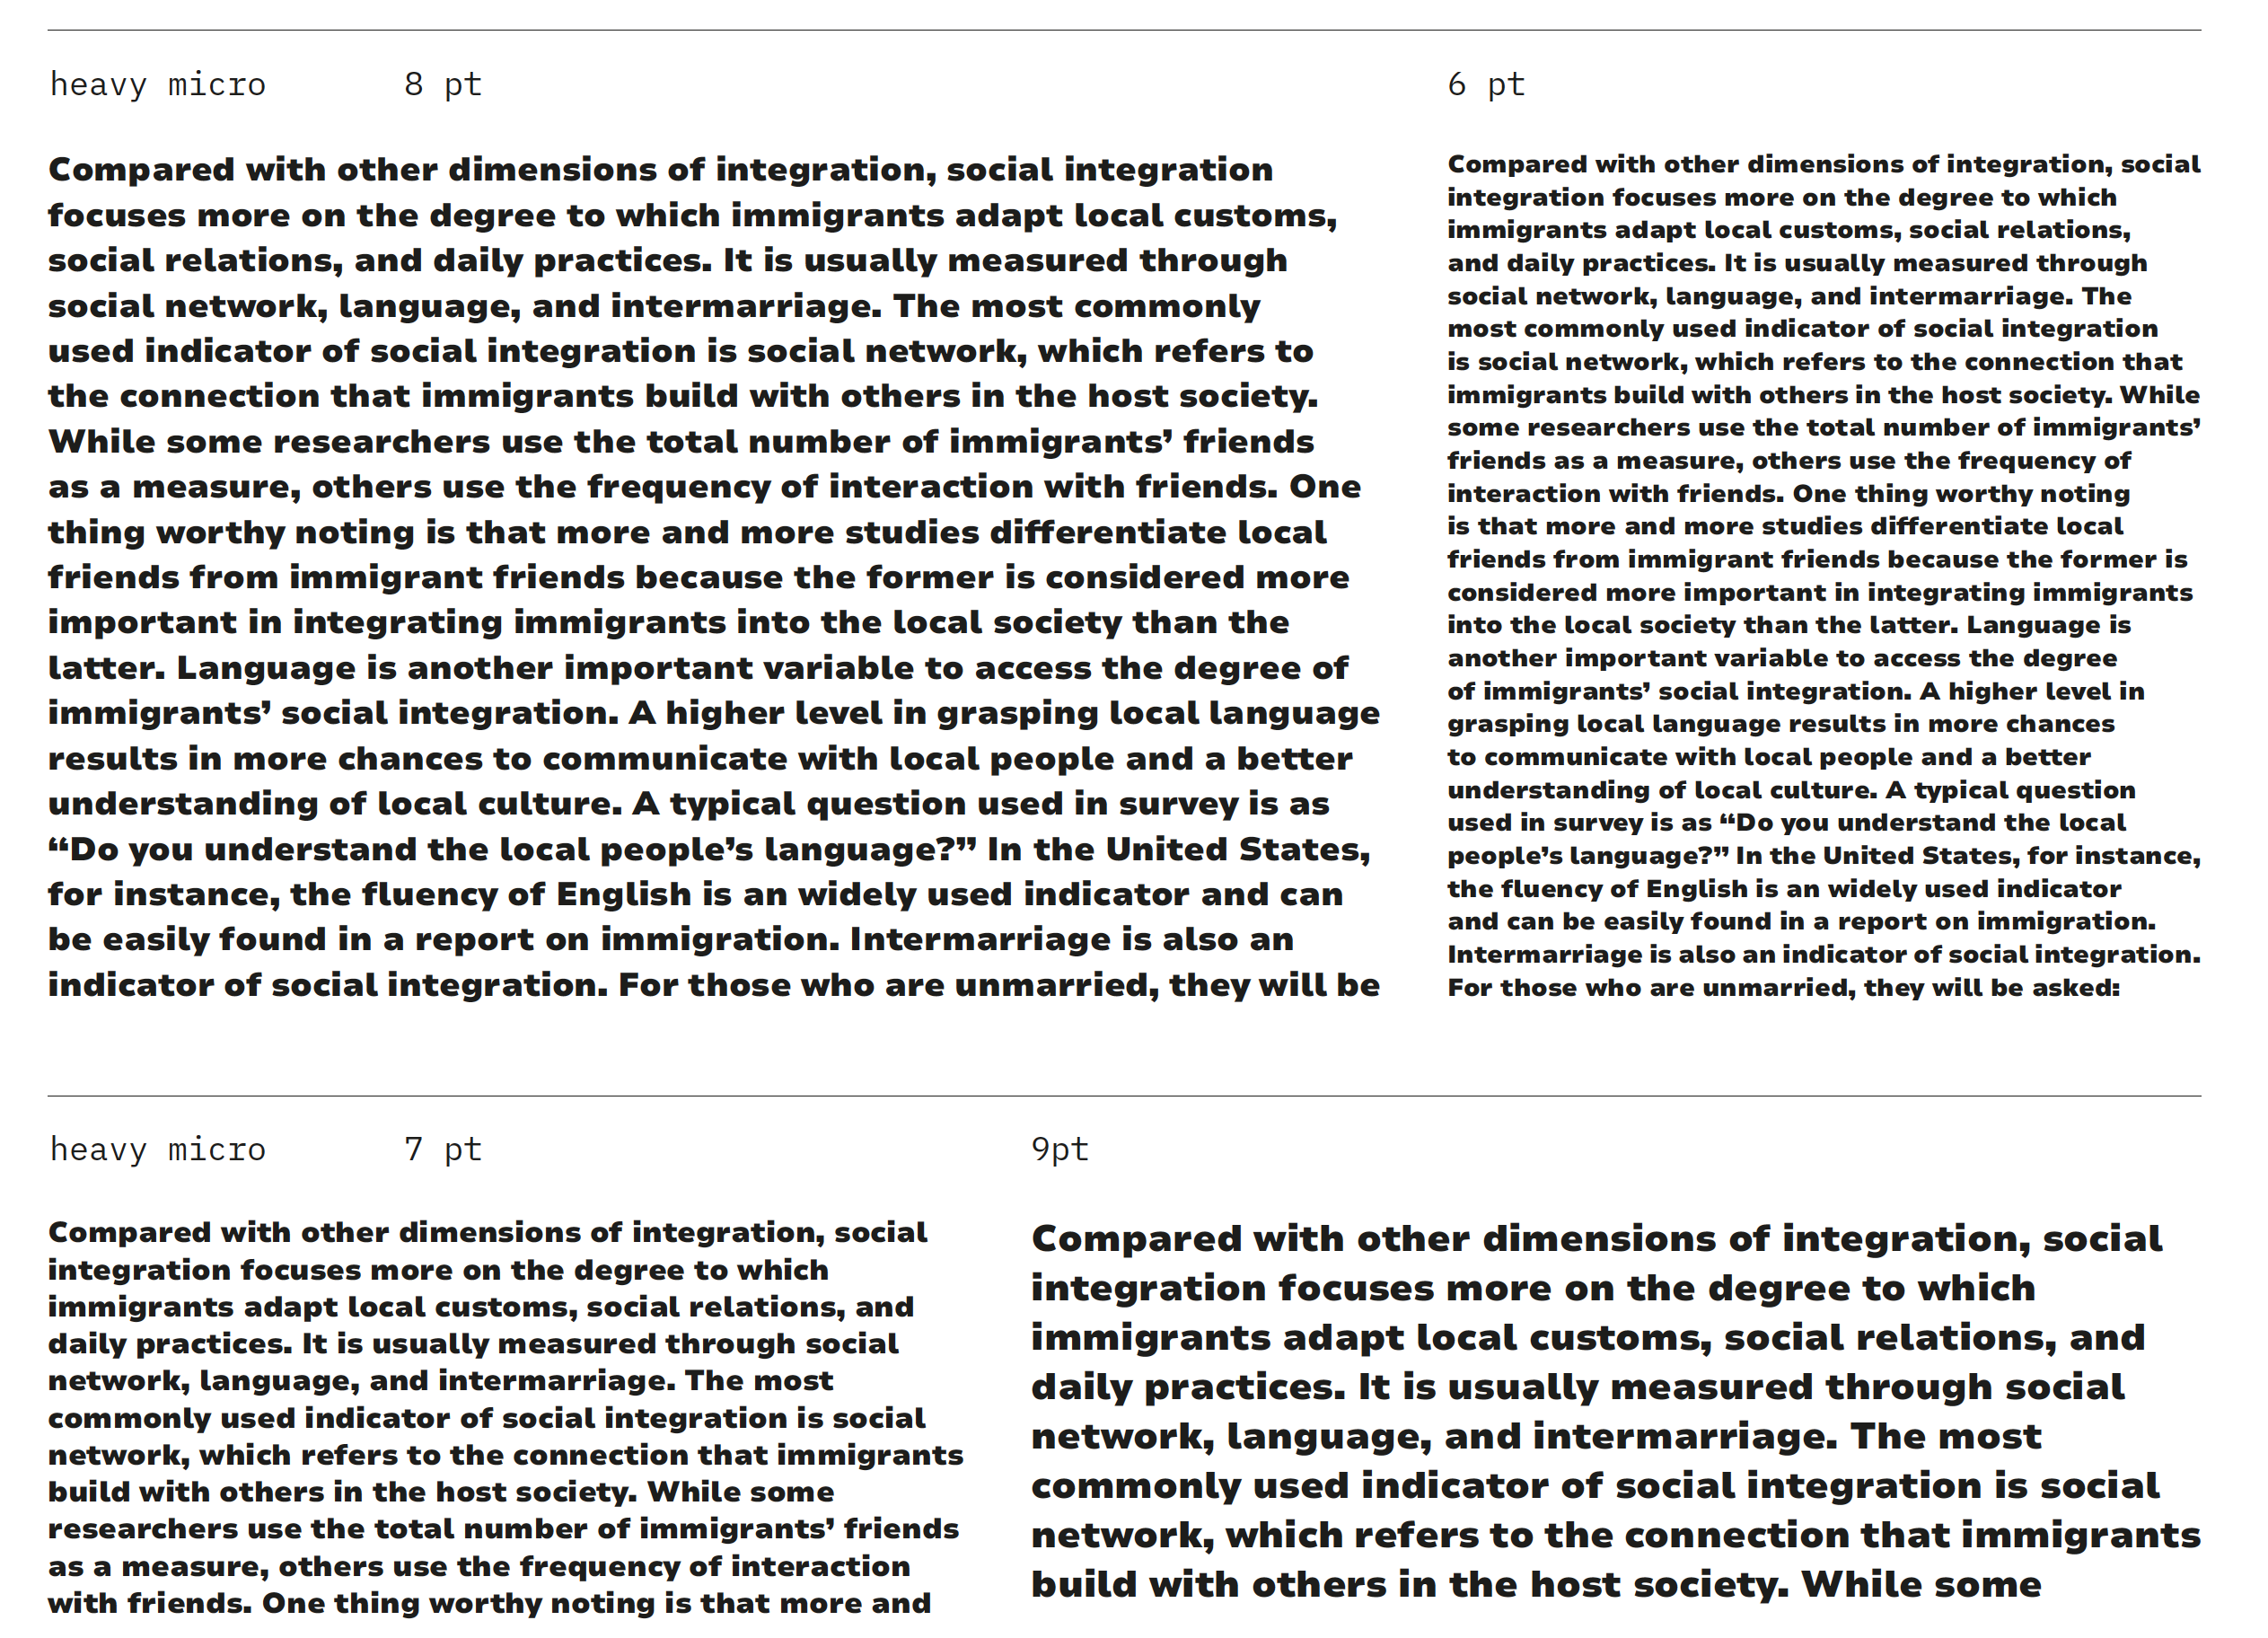 heavy micro 8 pt
Compared with other dimensions of integration, social integration
focuses more on the degree to which immigrants adapt local customs,
social relations, and daily practices. It is usually measured through
social network, language, and intermarriage. The most commonly
used indicator of social integration is social network, which refers to
the connection that immigrants build with others in the host society.
While some researchers use the total number of immigrants’ friends
as a measure, others use the frequency of interaction with friends. One
thing worthy noting is that more and more studies differentiate local
friends from immigrant friends because the former is considered more
important in integrating immigrants into the local society than the
latter. Language is another important variable to access the degree of
immigrants’ social integration. A higher level in grasping local language
results in more chances to communicate with local people and a better
understanding of local culture. A typical question used in survey is as
“Do you understand the local people’s language?” In the United States,
for instance, the fluency of English is an widely used indicator and can
be easily found in a report on immigration. Intermarriage is also an
indicator of social integration. For those who are unmarried, they will be
6 pt
Compared with other dimensions of integration, social
integration focuses more on the degree to which
immigrants adapt local customs, social relations,
and daily practices. It is usually measured through
social network, language, and intermarriage. The
most commonly used indicator of social integration
is social network, which refers to the connection that
immigrants build with others in the host society. While
some researchers use the total number of immigrants’
friends as a measure, others use the frequency of
interaction with friends. One thing worthy noting
is that more and more studies differentiate local
friends from immigrant friends because the former is
considered more important in integrating immigrants
into the local society than the latter. Language is
another important variable to access the degree
of immigrants’ social integration. A higher level in
grasping local language results in more chances
to communicate with local people and a better
understanding of local culture. A typical question
used in survey is as “Do you understand the local
people’s language?” In the United States, for instance,
the fluency of English is an widely used indicator
and can be easily found in a report on immigration.
Intermarriage is also an indicator of social integration.
For those who are unmarried, they will be asked:
heavy micro 7 pt
Compared with other dimensions of integration, social
integration focuses more on the degree to which
immigrants adapt local customs, social relations, and
daily practices. It is usually measured through social
network, language, and intermarriage. The most
commonly used indicator of social integration is social
network, which refers to the connection that immigrants
build with others in the host society. While some
researchers use the total number of immigrants’ friends
as a measure, others use the frequency of interaction
with friends. One thing worthy noting is that more and
9pt
Compared with other dimensions of integration, social
integration focuses more on the degree to which
immigrants adapt local customs, social relations, and
daily practices. It is usually measured through social
network, language, and intermarriage. The most
commonly used indicator of social integration is social
network, which refers to the connection that immigrants
build with others in the host society. While some